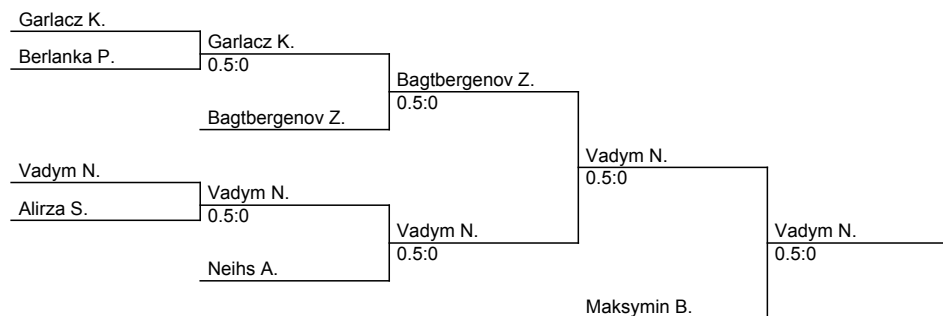 Garlacz K.
Berlanka P.
Garlacz K.
0.5:0
Bagtbergenov Z.
Bagtbergenov Z.
0.5:0
Vadym N.
Alirza S.
Vadym N.
0.5:0
Neihs A.
Vadym N.
0.5:0
Vadym N.
0.5:0
Maksymin B.
Vadym N.
0.5:0